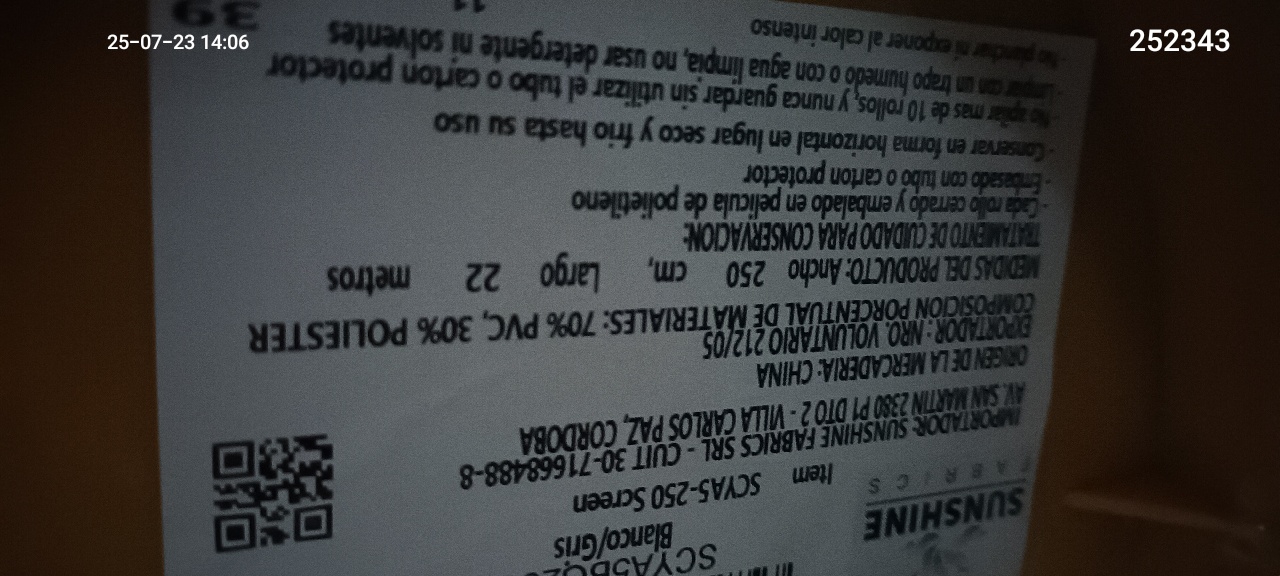 25-07-23 14:06
252343
SUNSHINE
FABRICS
Blanco/Gris
Item SCYA5-250 Screen
IMPORTADOR: SUNSHINE FABRICS SRL - CUIT 30-71668488-8
AV. SAN MARTIN 2380 P1 DTO 2 - VILLA CARLOS PAZ, CORDOBA
ORIGEN DE LA MERCADERIA: CHINA
EXPORTADOR: NRO. VOLUNTARIO 212/05
COMPOSICION PORCENTUAL DE MATERIALES: 70% PVC, 30% POLIESTER
MEDIDAS DEL PRODUCTO: Ancho 250 cm, Largo 22 metros
TRATAMIENTO DE CUIDADO PARA CONSERVACION:
- Cada rollo cerrado y embalado en pelicula de polietileno
- Embasado con tubo o carton protector
- Conservar en forma horizontal en lugar seco y frio hasta su uso
- No apilar mas de 10 rollos, y nunca guardar sin utilizar el tubo o carton protector
- Limpiar con un trapo humedo o con agua limpia, no usar detergente ni solventes
- No planchar ni exponer al calor intenso
39